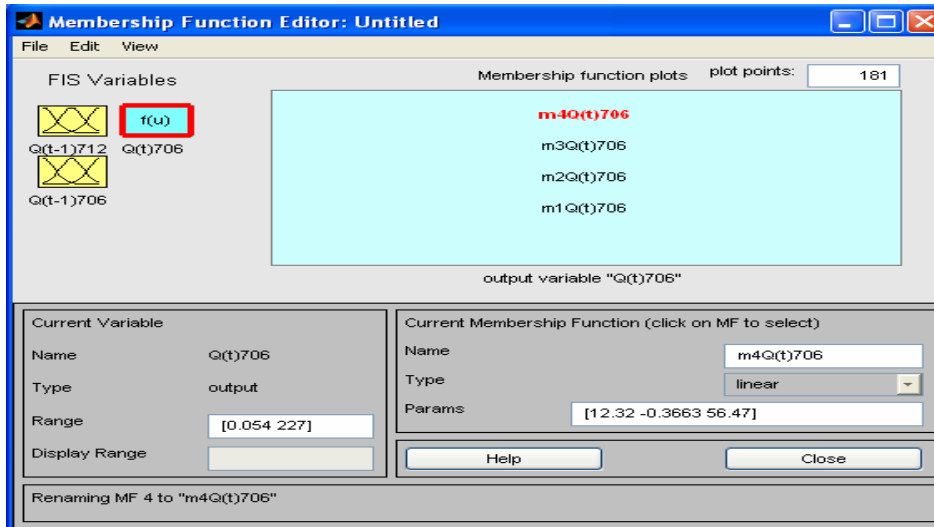 Membership Function Editor: Untitled
File Edit View
FIS Variables
Membership function plots plot points: 181
f(u)
Q(t-1)712 Q(t)706
Q(t-1)706
m4Q(t)706
m3Q(t)706
m2Q(t)706
m1Q(t)706
output variable "Q(t)706"
Current Variable
Name Q(t)706
Type output
Range [0.054 227]
Display Range
Current Membership Function (click on MF to select)
Name m4Q(t)706
Type linear
Params [12.32 -0.3663 56.47]
Help Close
Renaming MF 4 to "m4Q(t)706"